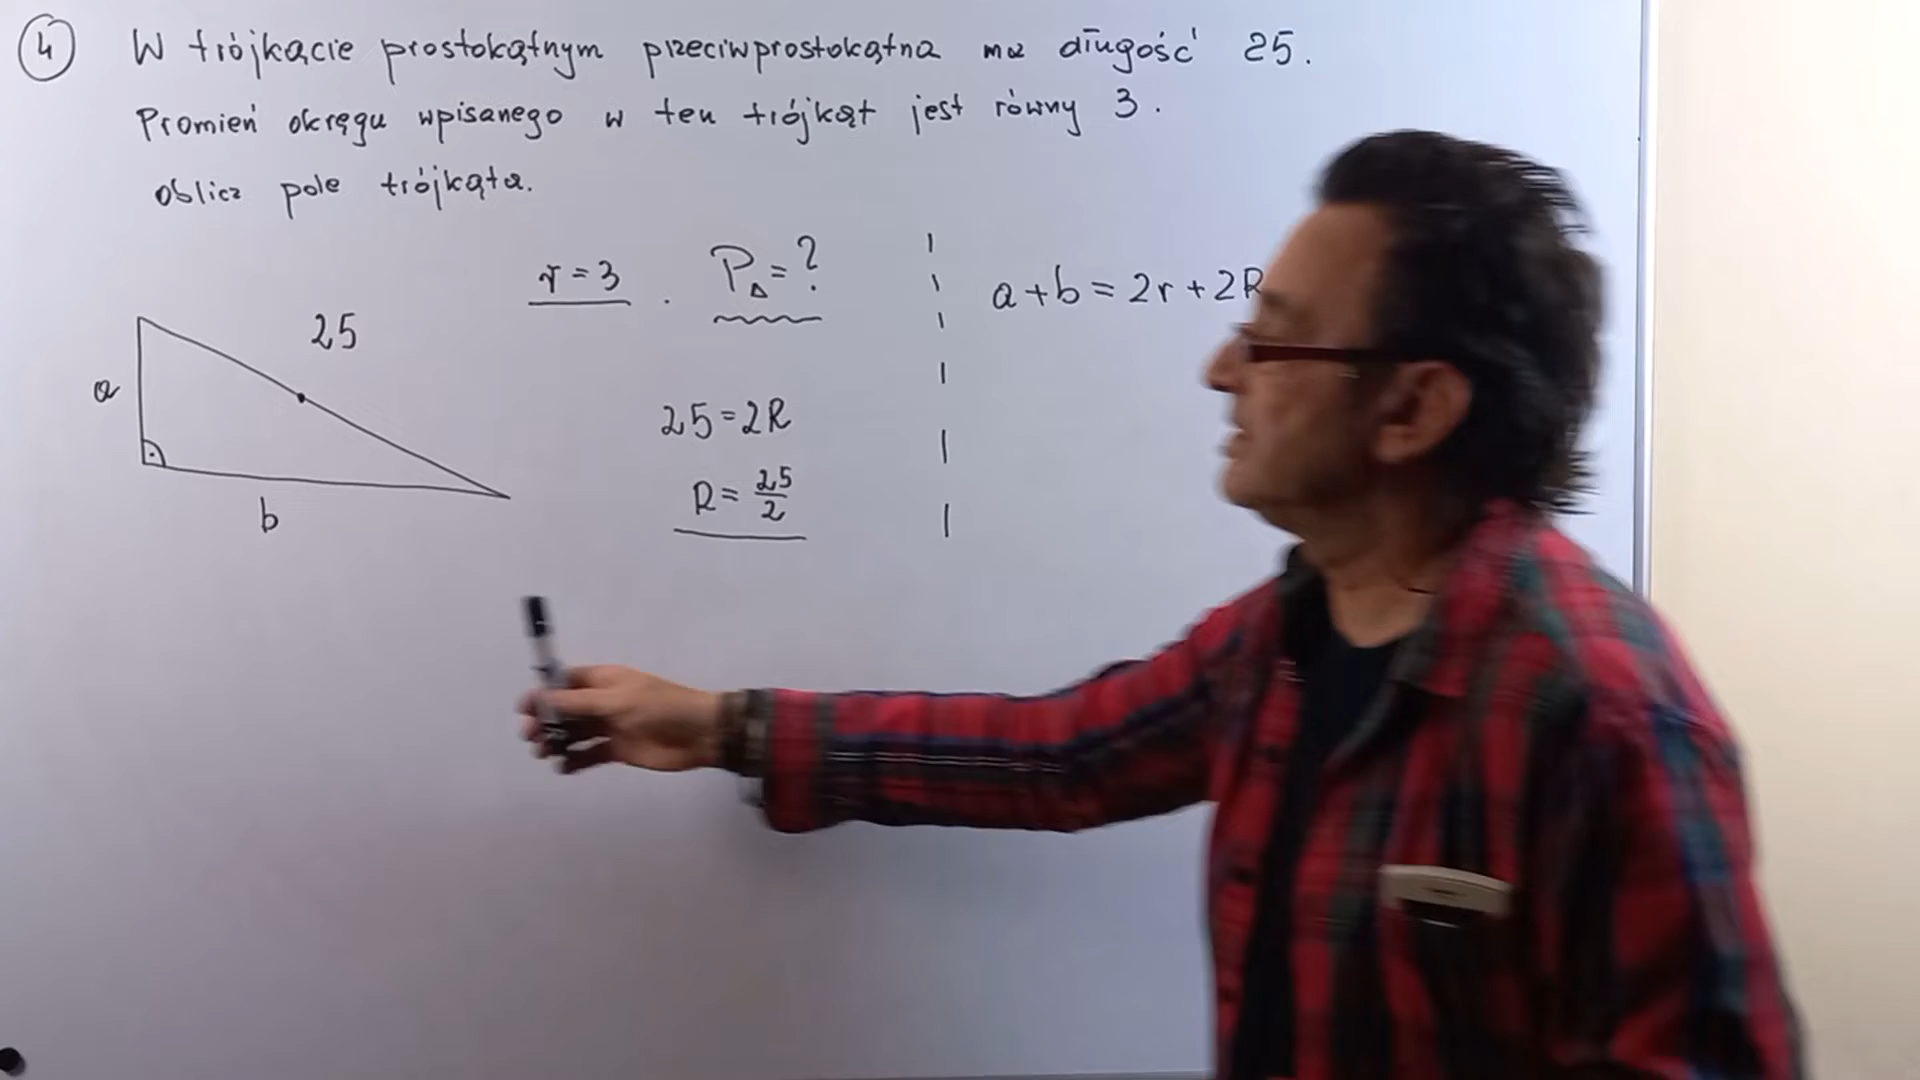 4 W trójkącie prostokątnym przeciwprostokątna ma długość 25.
Promień okręgu wpisanego w ten trójkąt jest równy 3.
Oblicz pole trójkąta.
r = 3 . P△ = ?
a + b = 2r + 2R
25
a
b
25 = 2R
R = 25/2